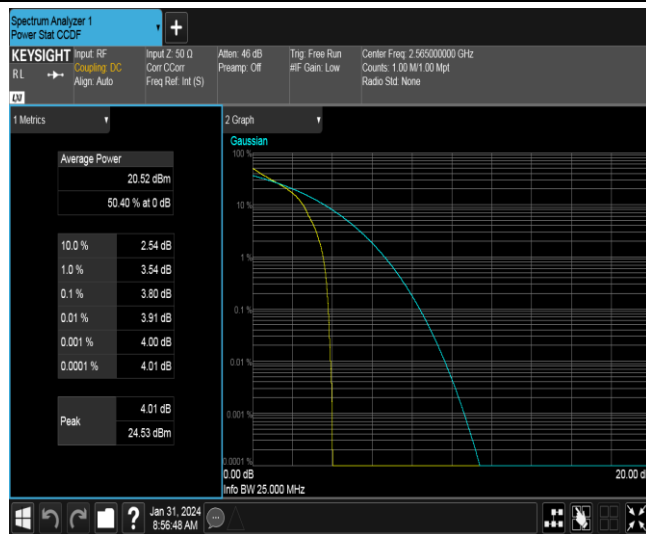 Spectrum Analyzer 1
Power Stat CCDF
KEYSIGHT
RL
LXI
Input: RF
Coupling: DC
Align: Auto
Input Z: 50 Ω
Corr CCorr
Freq Ref: Int (S)
Atten: 46 dB
Preamp: Off
Trig: Free Run
#IF Gain: Low
Center Freq: 2.565000000 GHz
Counts: 1.00 M/1.00 Mpt
Radio Std: None
1 Metrics
Average Power
20.52 dBm
50.40 % at 0 dB
10.0 % 2.54 dB
1.0 % 3.54 dB
0.1 % 3.80 dB
0.01 % 3.91 dB
0.001 % 4.00 dB
0.0001 % 4.01 dB
Peak
4.01 dB
24.53 dBm
2 Graph
Gaussian
100 %
10 %
1 %
0.1 %
0.01 %
0.001 %
0.0001 %
0.00 dB
20.00 d
Info BW 25.000 MHz
Jan 31, 2024
8:56:48 AM